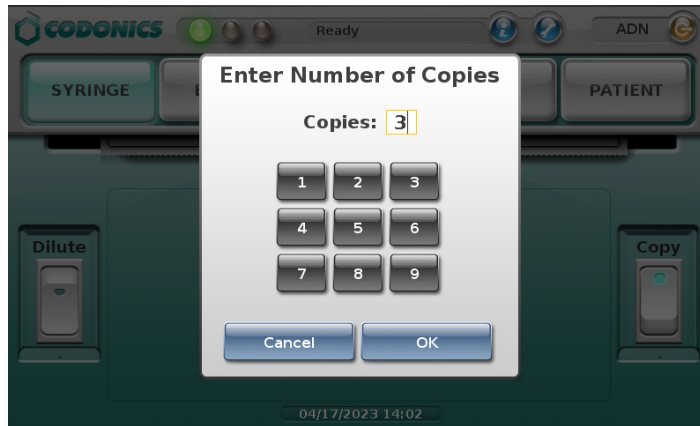 CODONICS
Ready
ADN
SYRINGE
PATIENT
Enter Number of Copies
Copies: 3
1 2 3
4 5 6
7 8 9
Dilute
Copy
Cancel OK
04/17/2023 14:02